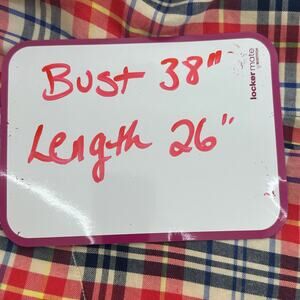 Bust 38"
Length 26"
lockermate